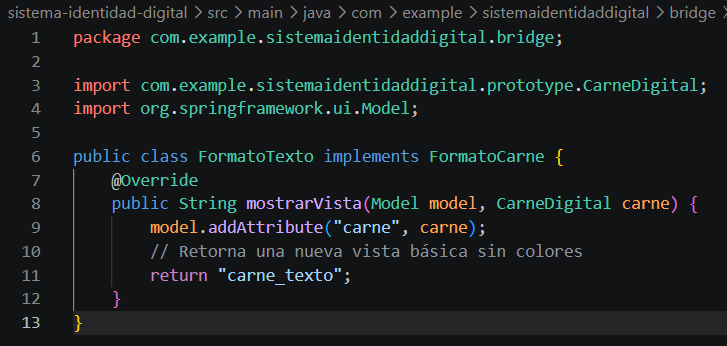 sistema-identidad-digital > src > main > java > com > example > sistemaidentidaddigital > bridge >
1 package com.example.sistemaidentidaddigital.bridge;
2
3 import com.example.sistemaidentidaddigital.prototype.CarneDigital;
4 import org.springframework.ui.Model;
5
6 public class FormatoTexto implements FormatoCarne {
7     @Override
8     public String mostrarVista(Model model, CarneDigital carne) {
9         model.addAttribute("carne", carne);
10         // Retorna una nueva vista básica sin colores
11         return "carne_texto";
12     }
13 }